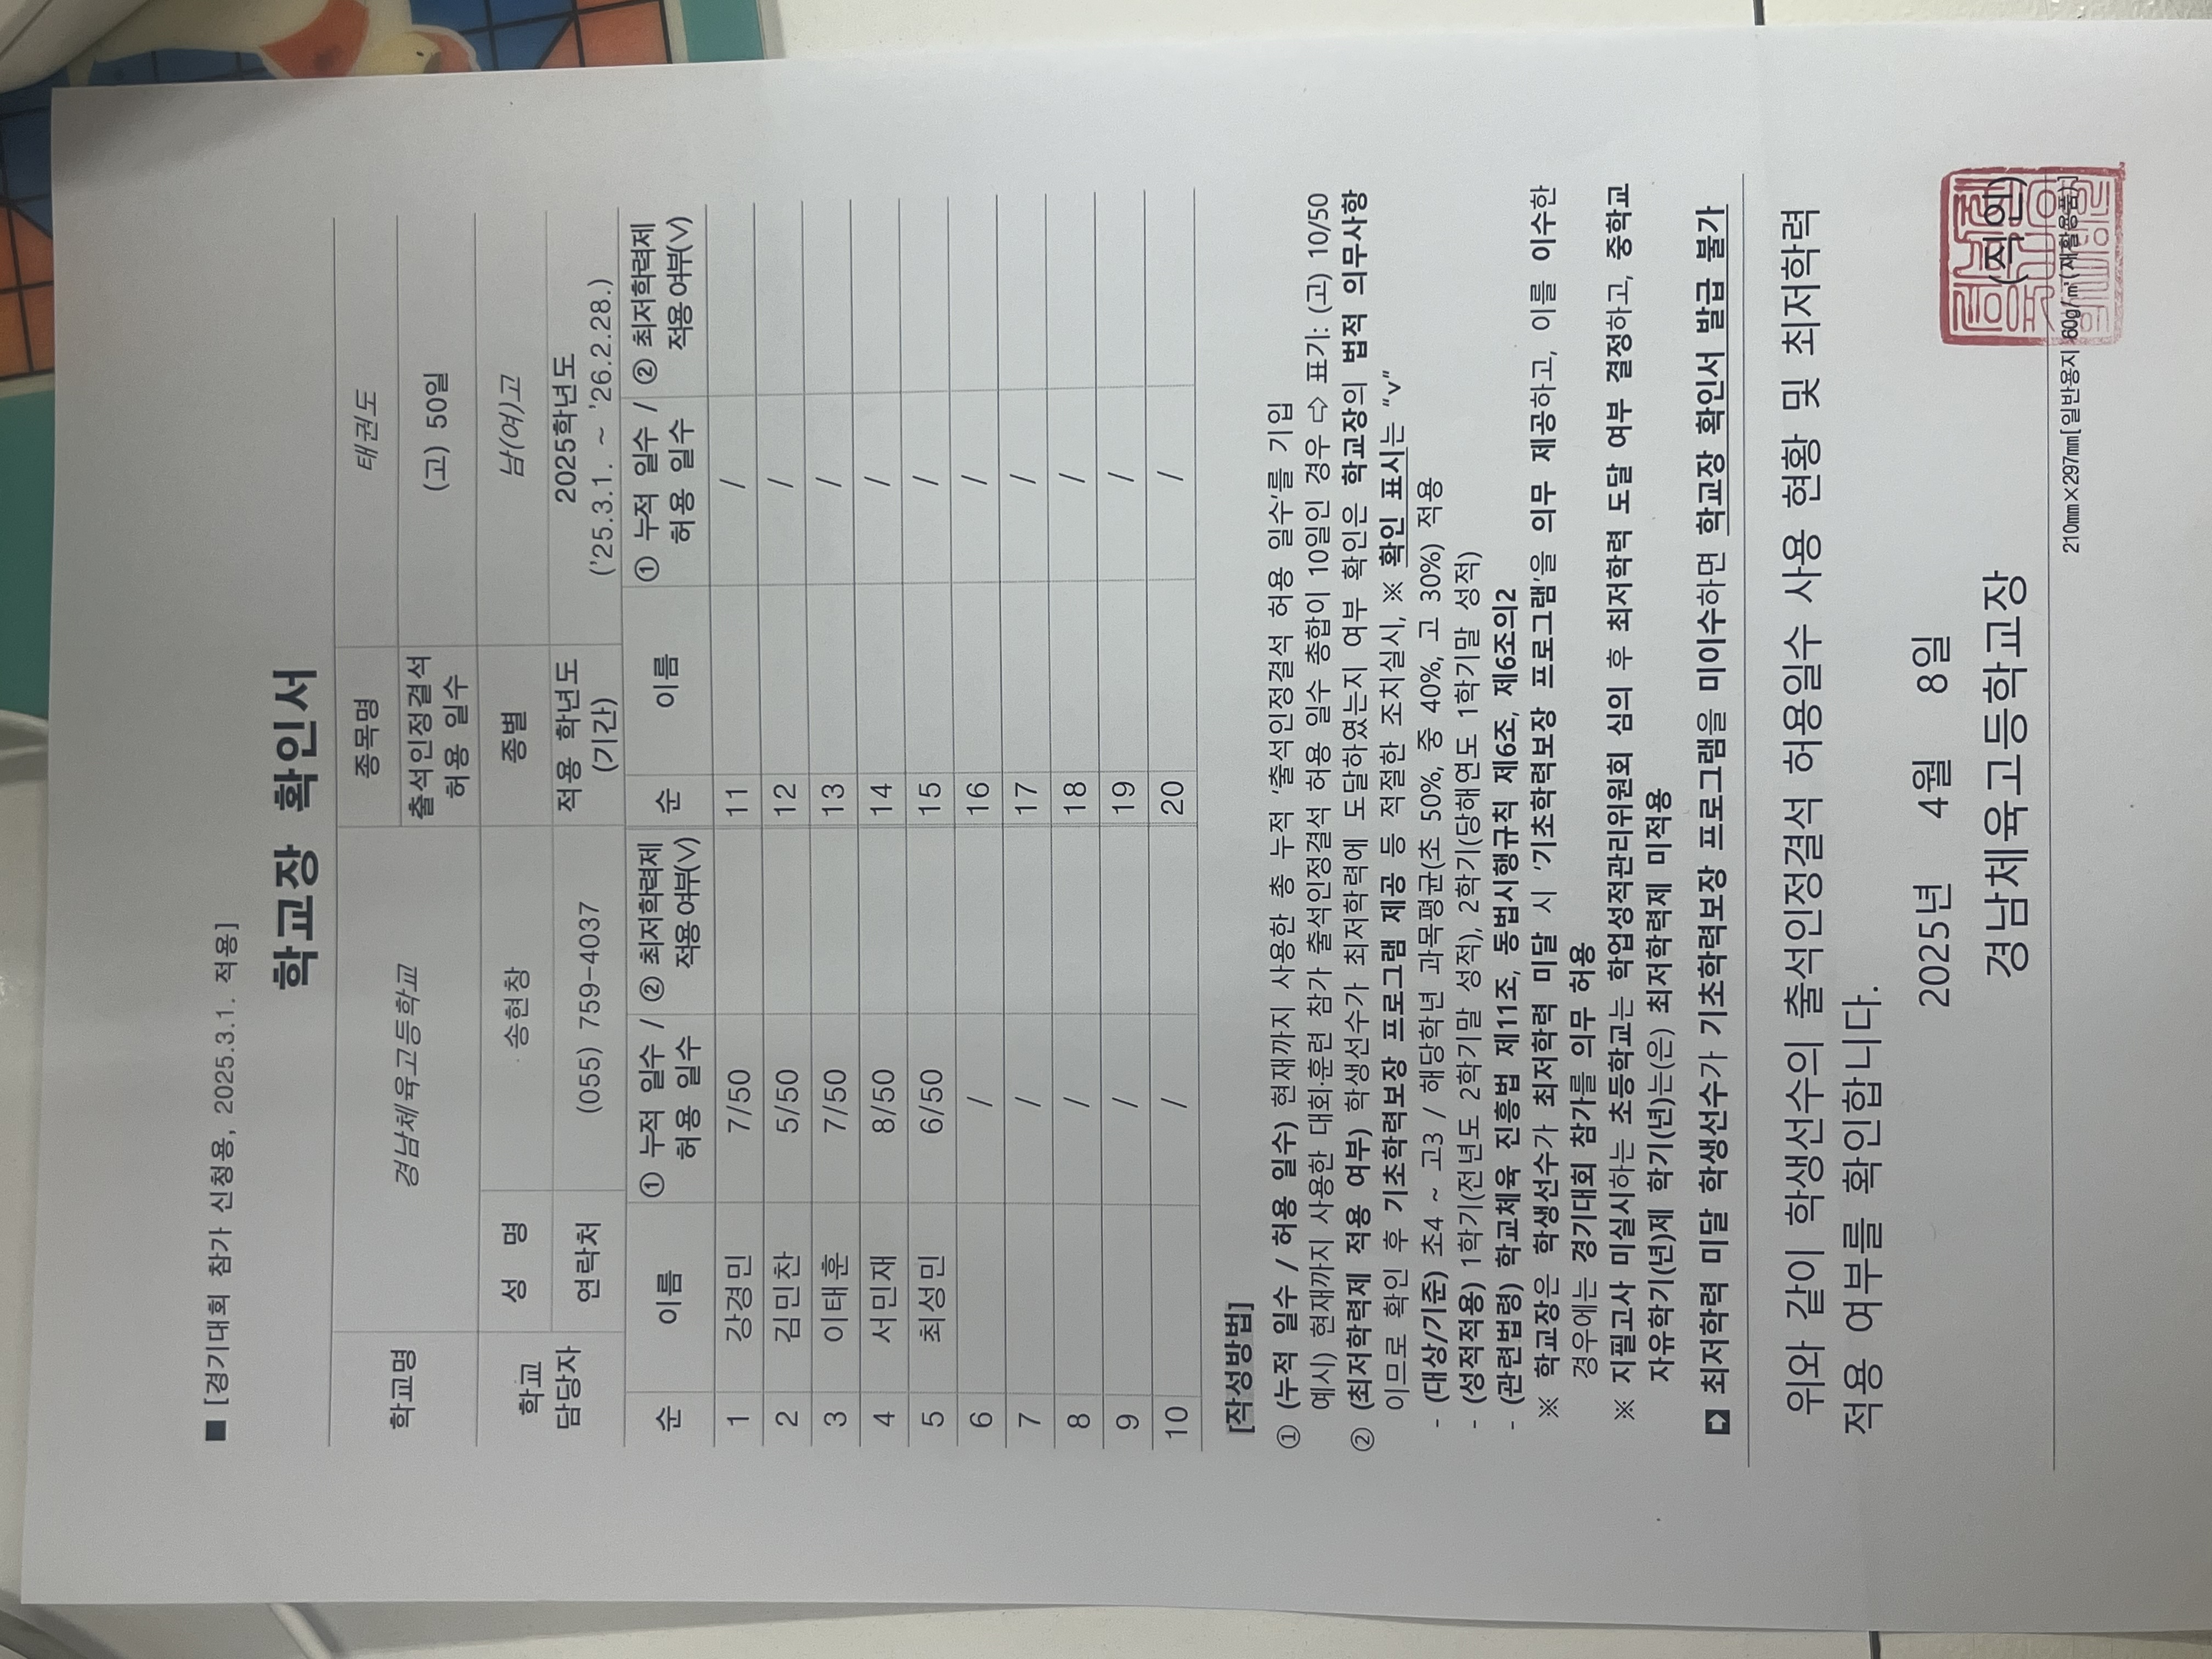 ■ [경기대회 참가 신청용, 2025.3.1. 적용]
학교장 확인서
학교명 경남체육고등학교 종목명 태권도
출석인정결석 허용 일수 (고) 50일
학교 담당자 성 명 송현창 종별 남(여)고
연락처 (055) 759-4037 적용 학년도 (기간) 2025학년도 ('25.3.1. ~ '26.2.28.)
순 이름 ① 누적 일수 / 허용 일수 ② 최저학력제 적용 여부(V) 순 이름 ① 누적 일수 / 허용 일수 ② 최저학력제 적용 여부(V)
1 강경민 7/50 11 /
2 김민찬 5/50 12 /
3 이태훈 7/50 13 /
4 서민재 8/50 14 /
5 최성민 6/50 15 /
6 / 16 /
7 / 17 /
8 / 18 /
9 / 19 /
10 / 20 /
[작성방법]
① (누적 일수 / 허용 일수) 현재까지 사용한 총 누적 '출석인정결석 허용 일수'를 기입
예시) 현재까지 사용한 대회·훈련 참가 출석인정결석 허용 일수 총합이 10일인 경우 ⇨ 표기: (고) 10/50
② (최저학력제 적용 여부) 학생선수가 최저학력에 도달하였는지 여부 확인은 학교장의 법적 의무사항
이므로 확인 후 기초학력보장 프로그램 제공 등 적절한 조치실시, ※ 확인 표시는 "v"
- (대상/기준) 초4 ~ 고3 / 해당학년 과목평균(초 50%, 중 40%, 고 30%) 적용
- (성적적용) 1학기(전년도 2학기말 성적), 2학기(당해연도 1학기말 성적)
- (관련법령) 학교체육 진흥법 제11조, 동법시행규칙 제6조, 제6조의2
※ 학교장은 학생선수가 최저학력 미달 시 '기초학력보장 프로그램'을 의무 제공하고, 이를 이수한
경우에는 경기대회 참가를 의무 허용
※ 지필고사 미실시하는 초등학교는 학업성적관리위원회 심의 후 최저학력 도달 여부 결정하고, 중학교
자유학기(년)제 학기(년)는(은) 최저학력제 미적용
➡ 최저학력 미달 학생선수가 기초학력보장 프로그램을 미이수하면 학교장 확인서 발급 불가
위와 같이 학생선수의 출석인정결석 허용일수 사용 현황 및 최저학력
적용 여부를 확인합니다.
2025년 4월 8일
경남체육고등학교장 (직인)
210mm×297mm[일반용지 60g/㎡(재활용품)]